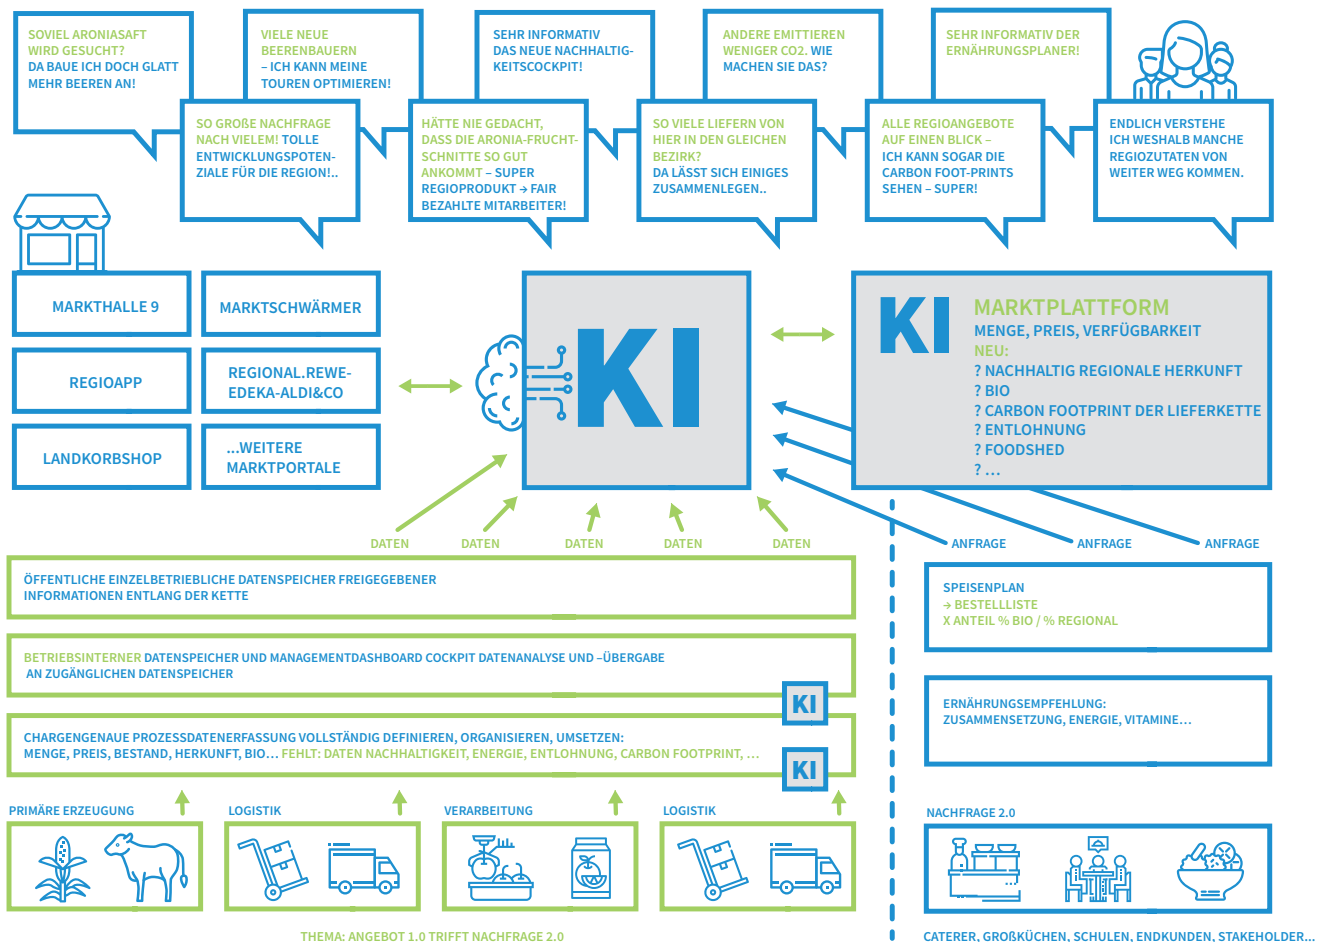 SOVIEL ARONIASAFT
WIRD GESUCHT?
DA BAUE ICH DOCH GLATT
MEHR BEEREN AN!
VIELE NEUE
BEERENBAUERN
– ICH KANN MEINE
TOUREN OPTIMIEREN!
SEHR INFORMATIV
DAS NEUE NACHHALTIG-
KEITSCOCKPIT!
ANDERE EMITTIEREN
WENIGER CO2. WIE
MACHEN SIE DAS?
SEHR INFORMATIV DER
ERNÄHRUNGSPLANER!
SO GROßE NACHFRAGE
NACH VIELEM! TOLLE
ENTWICKLUNGSPOTEN-
ZIALE FÜR DIE REGION!..
HÄTTE NIE GEDACHT,
DASS DIE ARONIA-FRUCHT-
SCHNITTE SO GUT
ANKOMMT – SUPER
REGIOPRODUKT → FAIR
BEZAHLTE MITARBEITER!
SO VIELE LIEFERN VON
HIER IN DEN GLEICHEN
BEZIRK?
DA LÄSST SICH EINIGES
ZUSAMMENLEGEN..
ALLE REGIOANGEBOTE
AUF EINEN BLICK –
ICH KANN SOGAR DIE
CARBON FOOT-PRINTS
SEHEN – SUPER!
ENDLICH VERSTEHE
ICH WESHALB MANCHE
REGIOZUTATEN VON
WEITER WEG KOMMEN.
MARKTHALLE 9
MARKTSCHWÄRMER
REGIOAPP
REGIONAL.REWE-
EDEKA-ALDI&CO
LANDKORBSHOP
...WEITERE
MARKTPORTALE
KI
KI
MARKTPLATTFORM
MENGE, PREIS, VERFÜGBARKEIT
NEU:
? NACHHALTIG REGIONALE HERKUNFT
? BIO
? CARBON FOOTPRINT DER LIEFERKETTE
? ENTLOHNUNG
? FOODSHED
? …
DATEN
DATEN
DATEN
DATEN
DATEN
ANFRAGE
ANFRAGE
ANFRAGE
ÖFFENTLICHE EINZELBETRIEBLICHE DATENSPEICHER FREIGEGEBENER
INFORMATIONEN ENTLANG DER KETTE
BETRIEBSINTERNER DATENSPEICHER UND MANAGEMENTDASHBOARD COCKPIT DATENANALYSE UND –ÜBERGABE
AN ZUGÄNGLICHEN DATENSPEICHER
KI
CHARGENGENAUE PROZESSDATENERFASSUNG VOLLSTÄNDIG DEFINIEREN, ORGANISIEREN, UMSETZEN:
MENGE, PREIS, BESTAND, HERKUNFT, BIO… FEHLT: DATEN NACHHALTIGKEIT, ENERGIE, ENTLOHNUNG, CARBON FOOTPRINT, …
KI
SPEISENPLAN
→ BESTELLLISTE
X ANTEIL % BIO / % REGIONAL
ERNÄHRUNGSEMPFEHLUNG:
ZUSAMMENSETZUNG, ENERGIE, VITAMINE…
PRIMÄRE ERZEUGUNG
LOGISTIK
VERARBEITUNG
LOGISTIK
NACHFRAGE 2.0
THEMA: ANGEBOT 1.0 TRIFFT NACHFRAGE 2.0
CATERER, GROßKÜCHEN, SCHULEN, ENDKUNDEN, STAKEHOLDER...